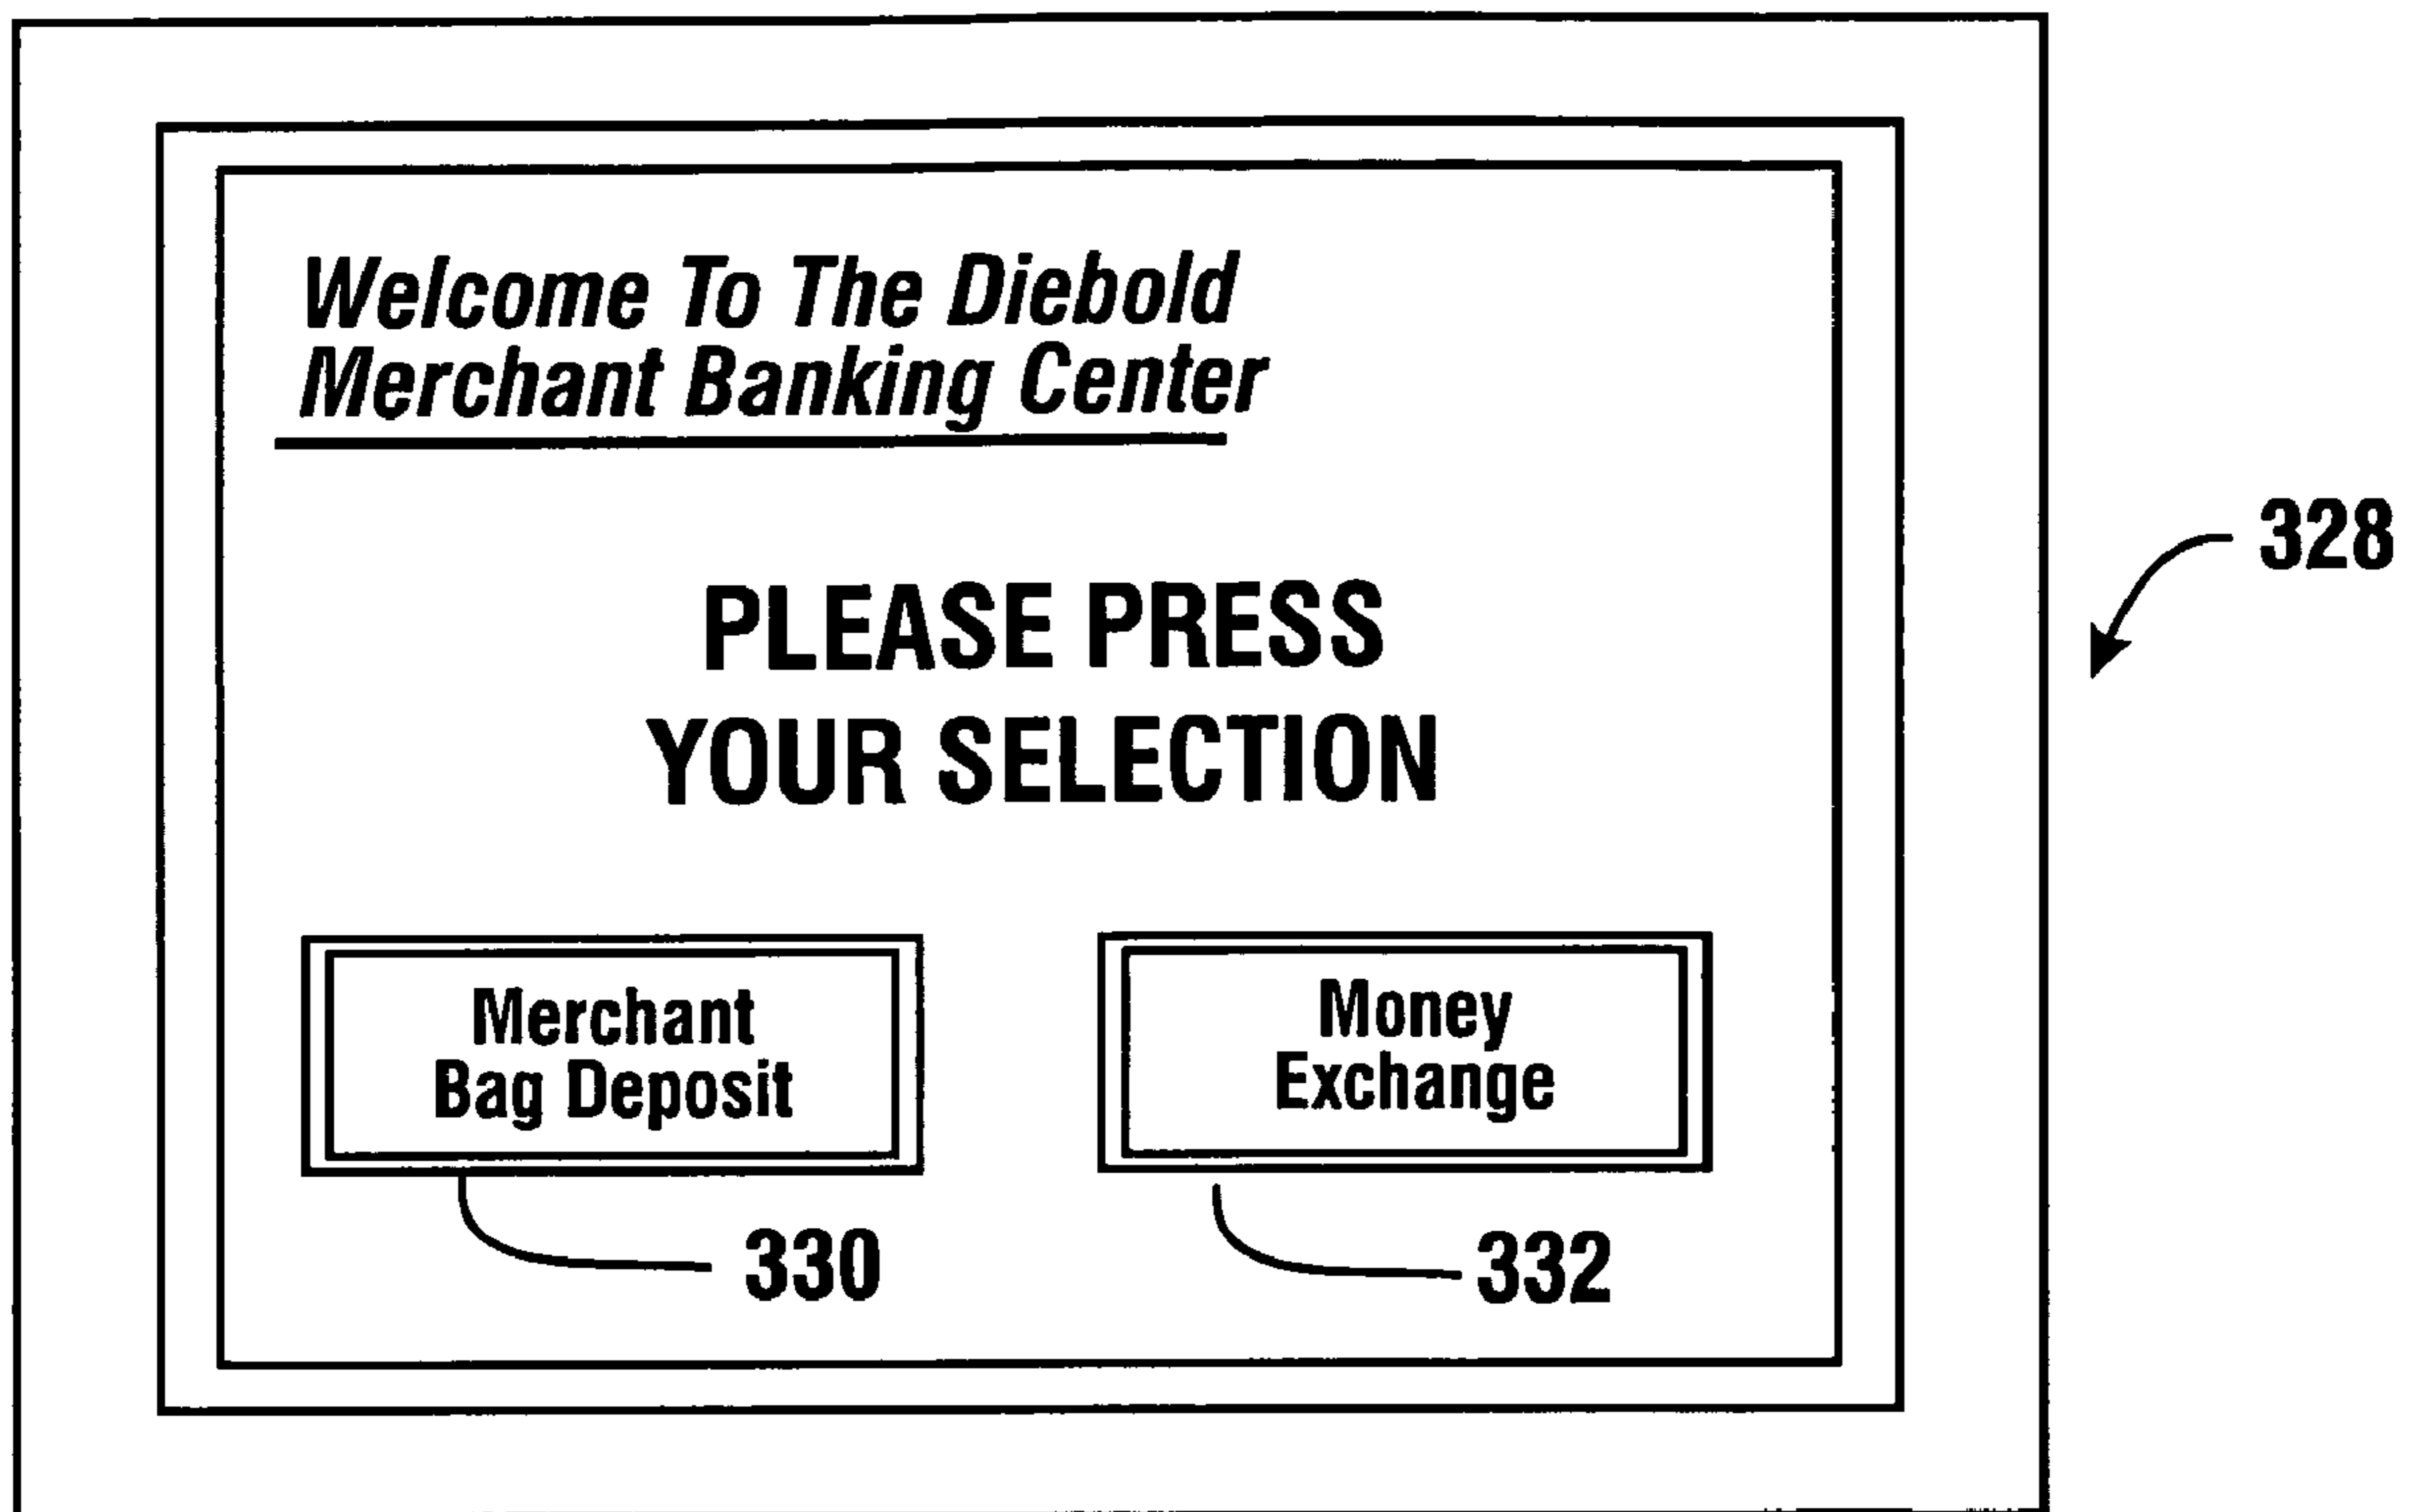 Welcome To The Diebold
Merchant Banking Center
328
PLEASE PRESS
YOUR SELECTION
Merchant
Bag Deposit
Money
Exchange
330
332